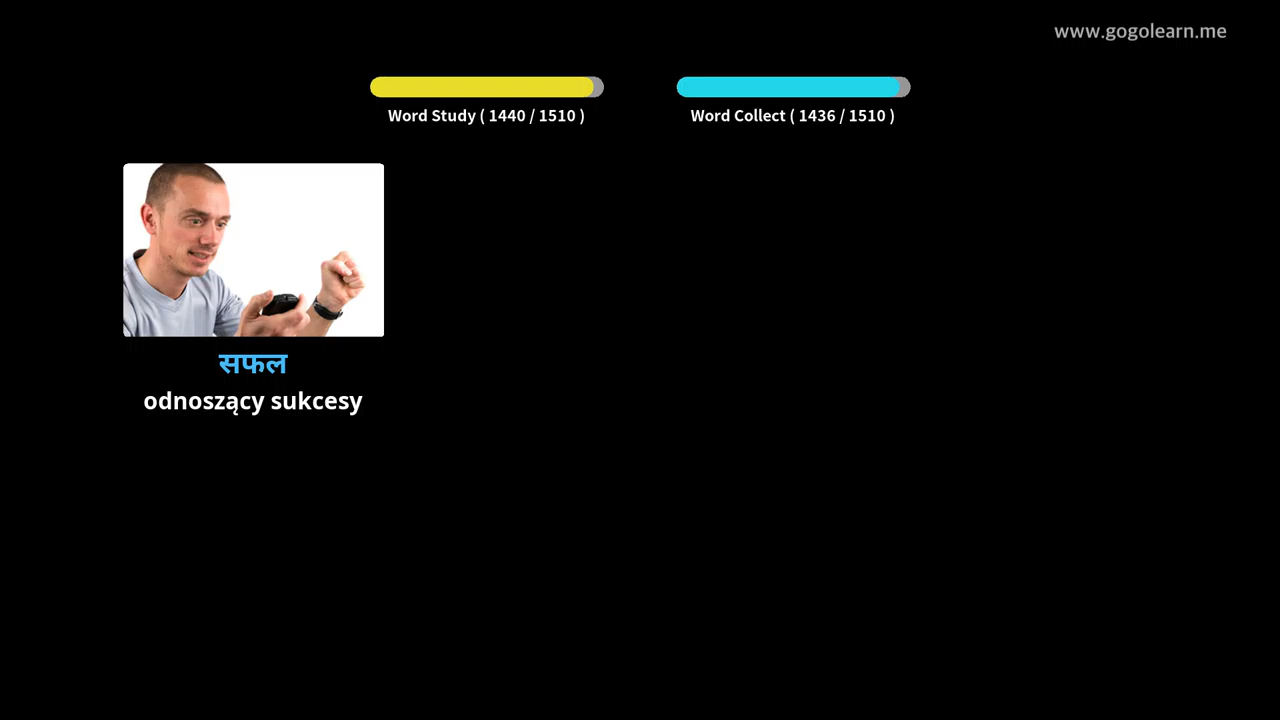 www.gogolearn.me
Word Study ( 1440 / 1510 )
Word Collect ( 1436 / 1510 )
सफल
odnoszący sukcesy